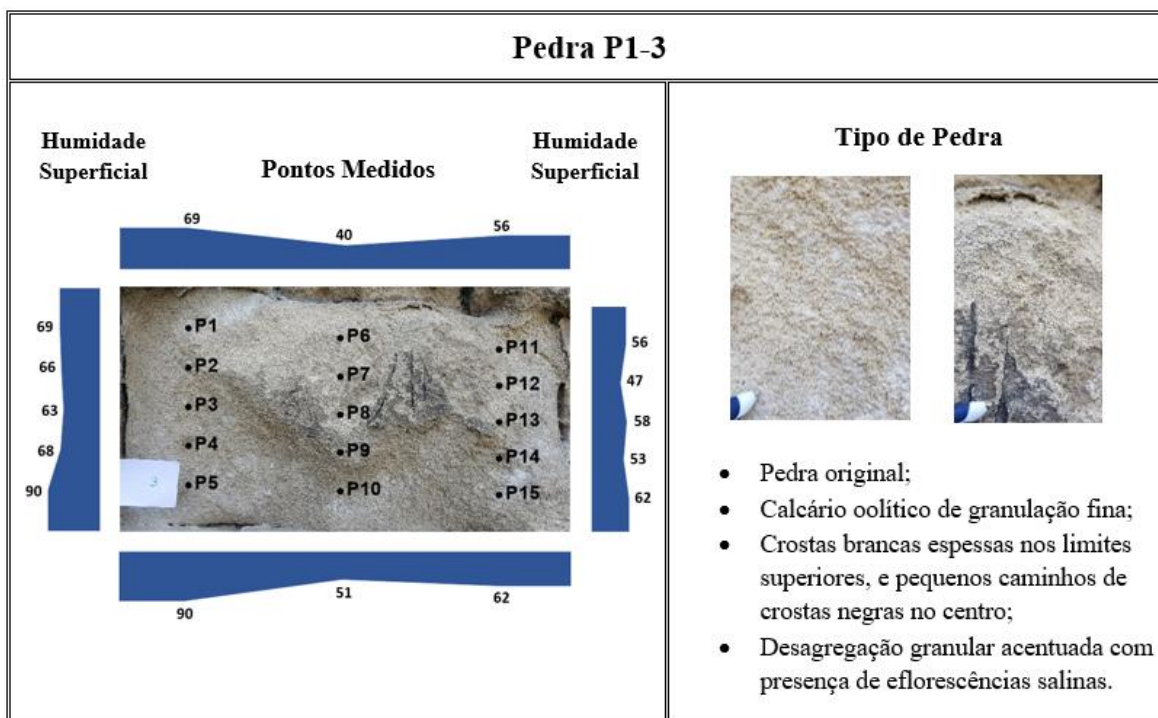 Pedra P1-3
Humidade
Superficial
Pontos Medidos
Humidade
Superficial
69
40
56
69
66
63
68
90
P1
P2
P3
P4
P5
P6
P7
P8
P9
P10
P11
P12
P13
P14
P15
3
56
47
58
53
62
90
51
62
Tipo de Pedra
• Pedra original;
• Calcário oolítico de granulação fina;
• Crostas brancas espessas nos limites
superiores, e pequenos caminhos de
crostas negras no centro;
• Desagregação granular acentuada com
presença de eflorescências salinas.